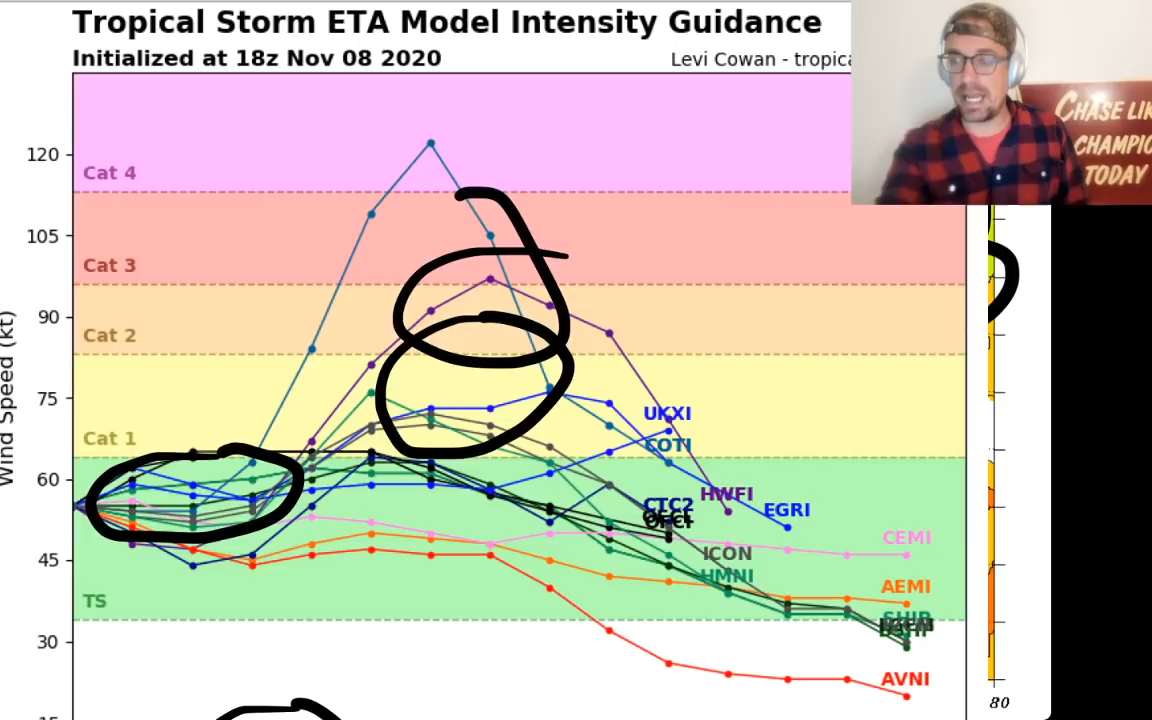 Tropical Storm ETA Model Intensity Guidance
Initialized at 18z Nov 08 2020
Levi Cowan - tropica
CHASE LIK
CHAMPIO
TODAY
Wind Speed (kt)
120
105
90
75
60
45
30
15
Cat 4
Cat 3
Cat 2
Cat 1
TS
UKXI
COTI
HWFI
EGRI
CTC2
OFCI
CEMI
ICON
HMNI
AEMI
SHIP
AVNI
80